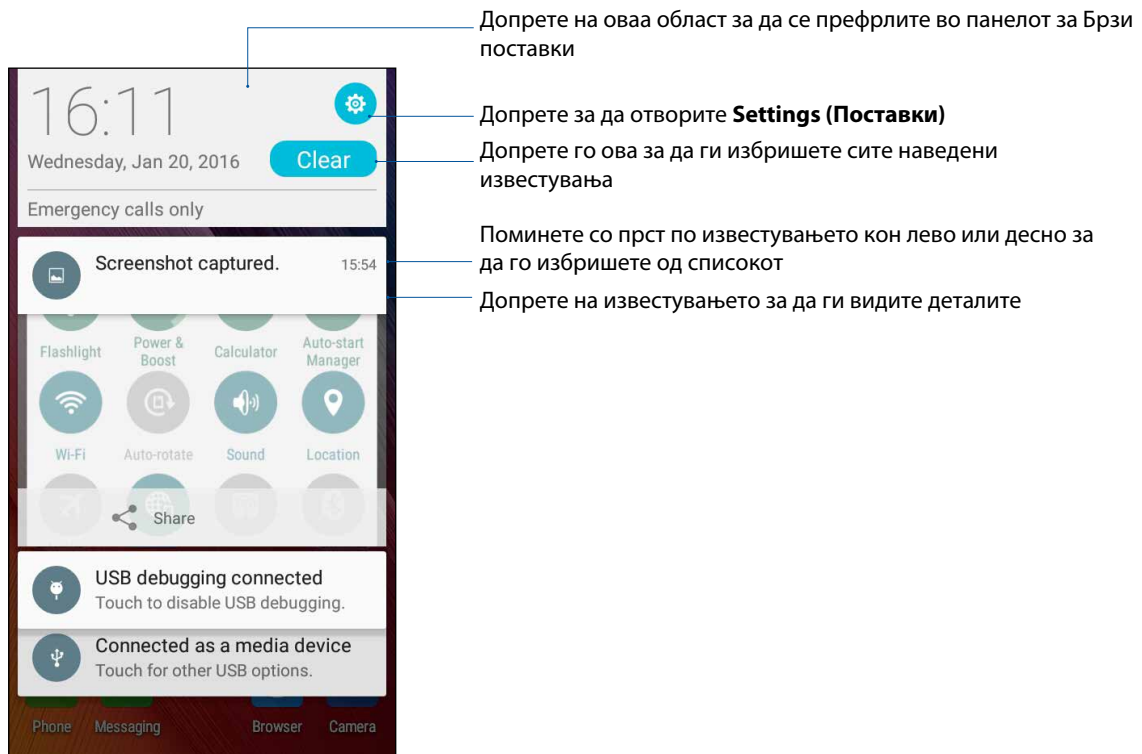 Допрете на оваа област за да се префрлите во панелот за Брзи
поставки
16:11
Допрете за да отворите Settings (Поставки)
Wednesday, Jan 20, 2016
Clear
Допрете го ова за да ги избришете сите наведени
известувања
Emergency calls only
Поминете со прст по известувањето кон лево или десно за
да го избришете од списокот
Screenshot captured.
15:54
Допрете на известувањето за да ги видите деталите
Flashlight
Power &
Boost
Calculator
Auto-start
Manager
Wi-Fi
Auto-rotate
Sound
Location
Share
USB debugging connected
Touch to disable USB debugging.
Connected as a media device
Touch for other USB options.
Phone
Messaging
Browser
Camera